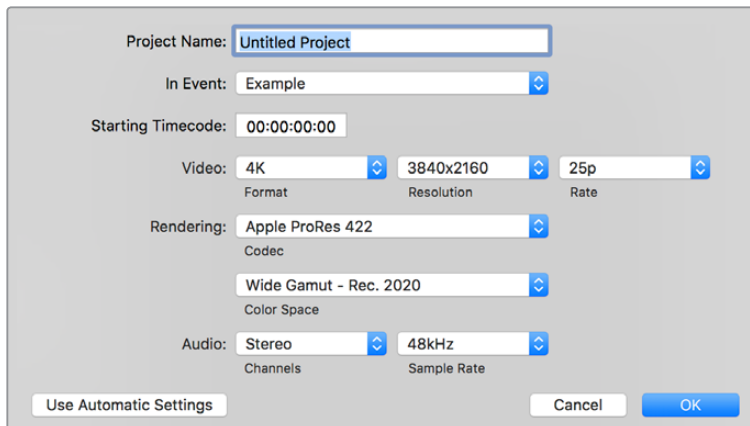 Project Name: Untitled Project
In Event: Example
Starting Timecode: 00:00:00:00
Video: 4K 3840x2160 25p
Format Resolution Rate
Rendering: Apple ProRes 422
Codec
Wide Gamut - Rec. 2020
Color Space
Audio: Stereo 48kHz
Channels Sample Rate
Use Automatic Settings Cancel OK